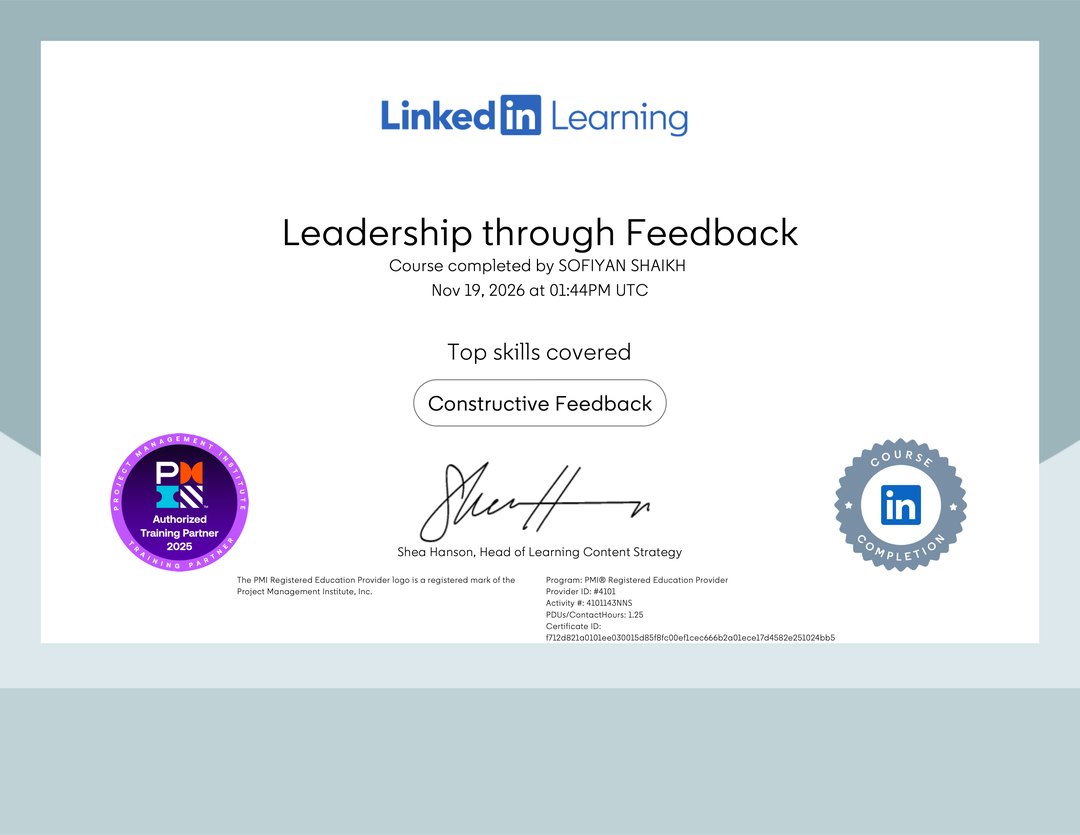 Linked in Learning
Leadership through Feedback
Course completed by SOFIYAN SHAIKH
Nov 19, 2026 at 01:44PM UTC
Top skills covered
Constructive Feedback
PROJECT MANAGEMENT INSTITUTE
PM
Authorized
Training Partner
2025
TRAINING PARTNER
Shea Hanson, Head of Learning Content Strategy
COURSE
in
COMPLETION
The PMI Registered Education Provider logo is a registered mark of the
Project Management Institute, Inc.
Program: PMI® Registered Education Provider
Provider ID: #4101
Activity #: 4101143NNS
PDUs/ContactHours: 1.25
Certificate ID:
f712d821a0101ee030015d85f8fc00ef1cec666b2a01ece17d4582e251024bb5